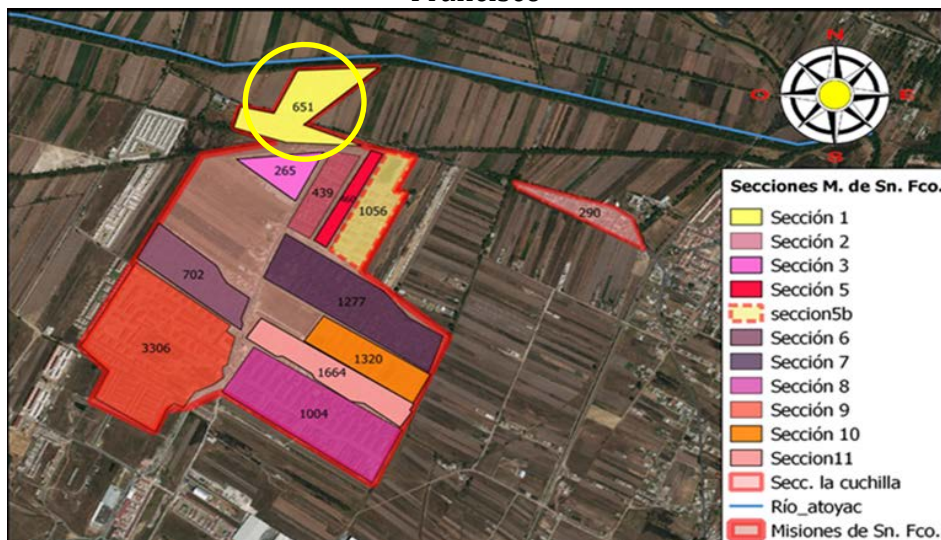 Francisco
N
O
E
S
651
265
439
1056
290
702
1277
3306
1320
1664
1004
Secciones M. de Sn. Fco.
Sección 1
Sección 2
Sección 3
Sección 5
seccion5b
Sección 6
Sección 7
Sección 8
Sección 9
Sección 10
Seccion11
Secc. la cuchilla
Río_atoyac
Misiones de Sn. Fco.